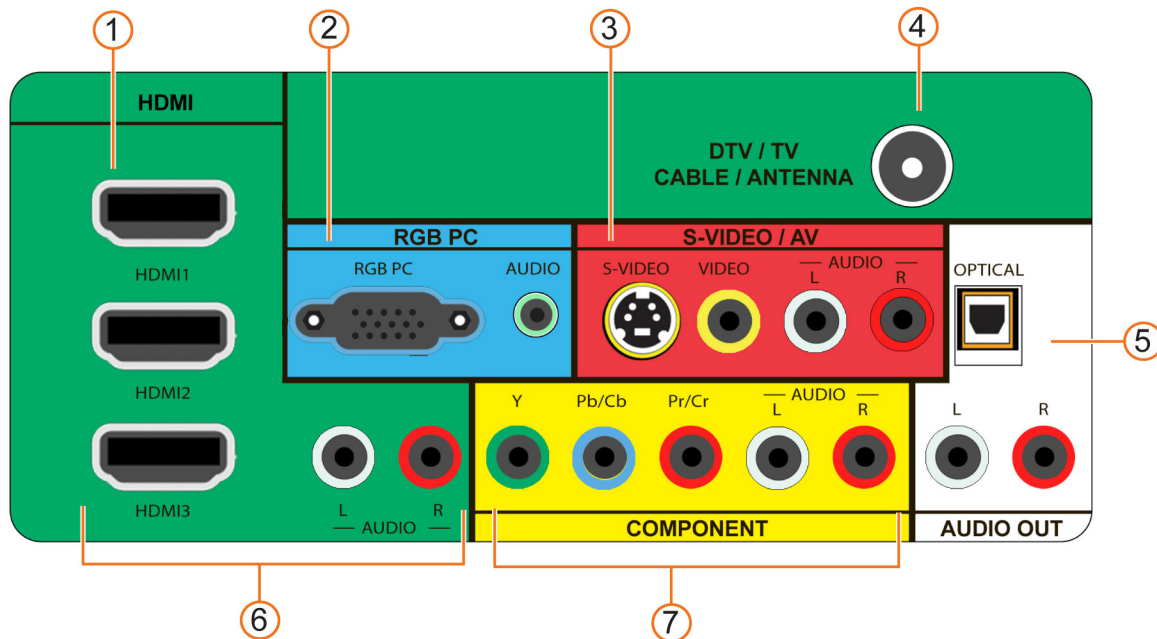 1
2
3
4
HDMI
DTV / TV
CABLE / ANTENNA
RGB PC
S-VIDEO / AV
HDMI1
RGB PC
AUDIO
S-VIDEO
VIDEO
AUDIO
L
R
OPTICAL
5
HDMI2
Y
Pb/Cb
Pr/Cr
AUDIO
L
R
L
R
HDMI3
L
R
AUDIO
COMPONENT
AUDIO OUT
6
7